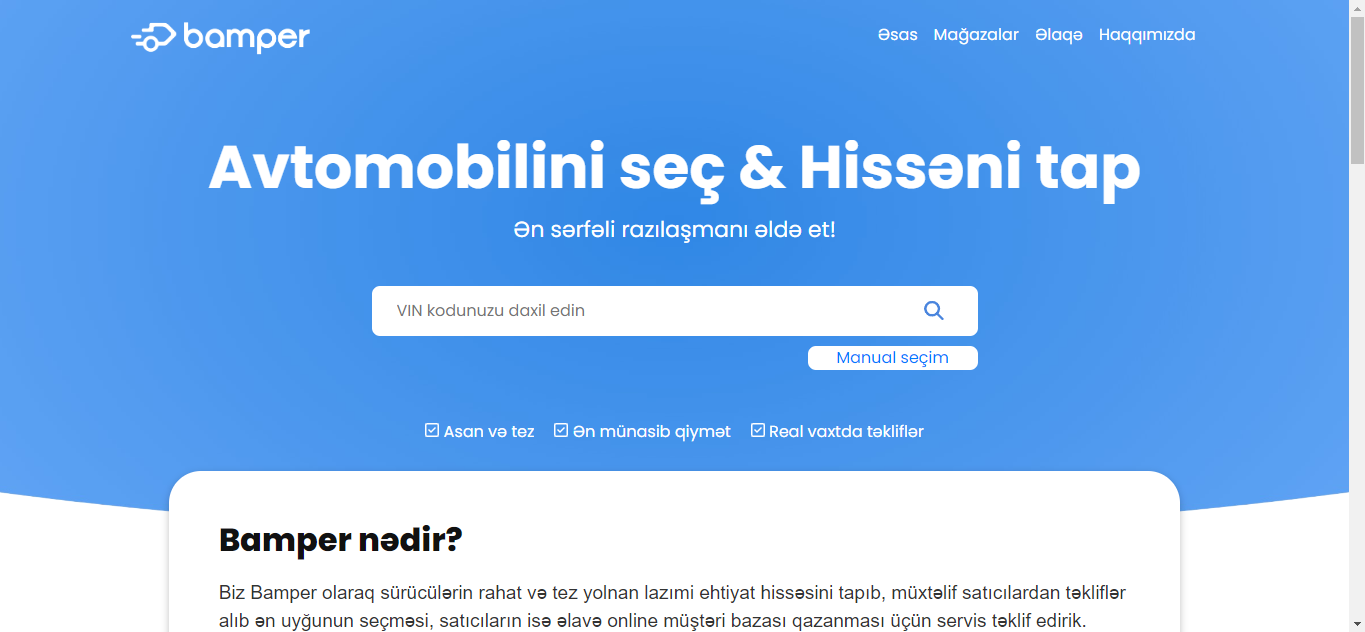 bamper
Əsas Mağazalar Əlaqə Haqqımızda
Avtomobilini seç & Hissəni tap
Ən sərfəli razılaşmanı əldə et!
VIN kodunuzu daxil edin
Manual seçim
Asan və tez Ən münasib qiymət Real vaxtda təkliflər
Bamper nədir?
Biz Bamper olaraq sürücülərin rahat və tez yolnan lazımi ehtiyat hissəsini tapıb, müxtəlif satıcılardan təkliflər
alıb ən uyğunun seçməsi, satıcıların isə əlavə online müştəri bazası qazanması üçün servis təklif edirik.